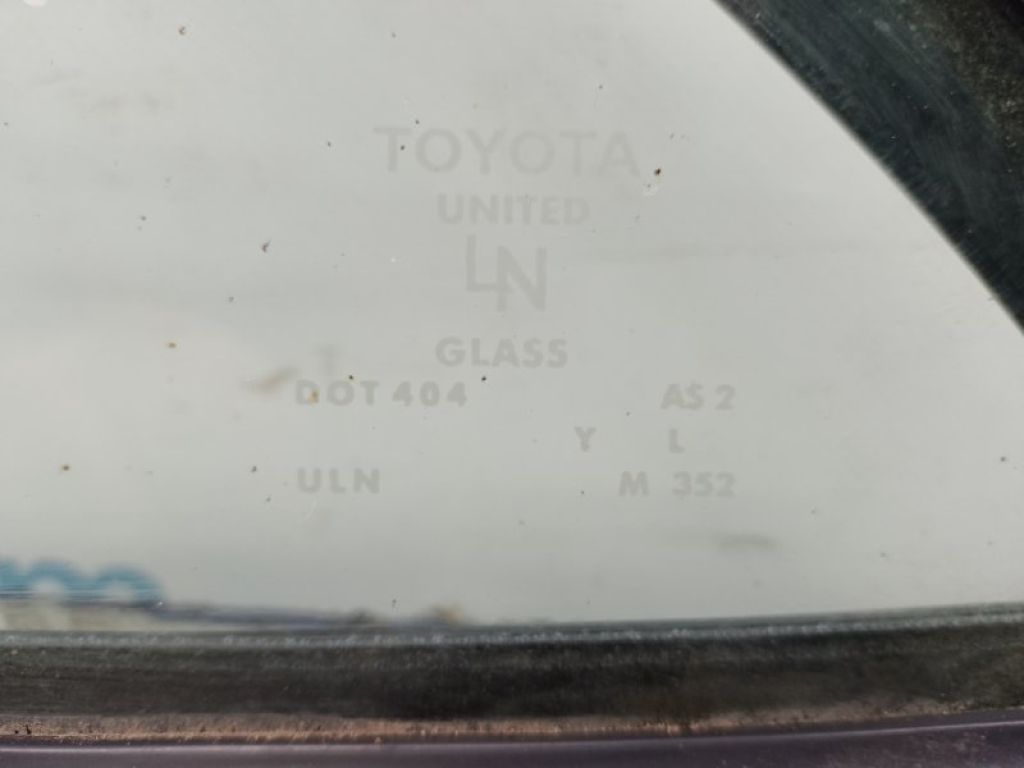 TOYOTA
UNITED
LN
GLASS
DOT 404 AS 2
Y L
ULN M 352